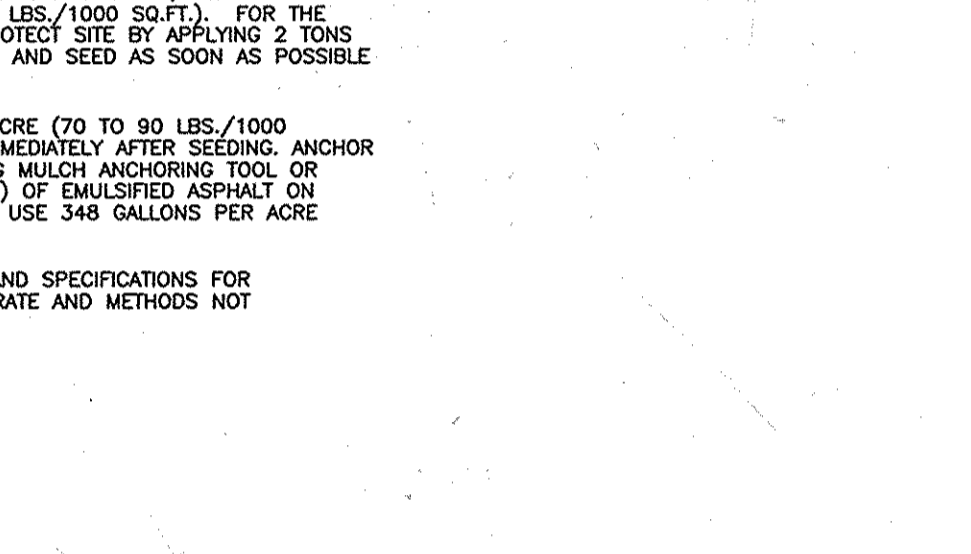 LBS./1000 SQ.FT.). FOR THE
OTECT SITE BY APPLYING 2 TONS
AND SEED AS SOON AS POSSIBLE
CRE (70 TO 90 LBS./1000
MEDIATELY AFTER SEEDING. ANCHOR
MULCH ANCHORING TOOL OR
) OF EMULSIFIED ASPHALT ON
USE 348 GALLONS PER ACRE
ND SPECIFICATIONS FOR
RATE AND METHODS NOT